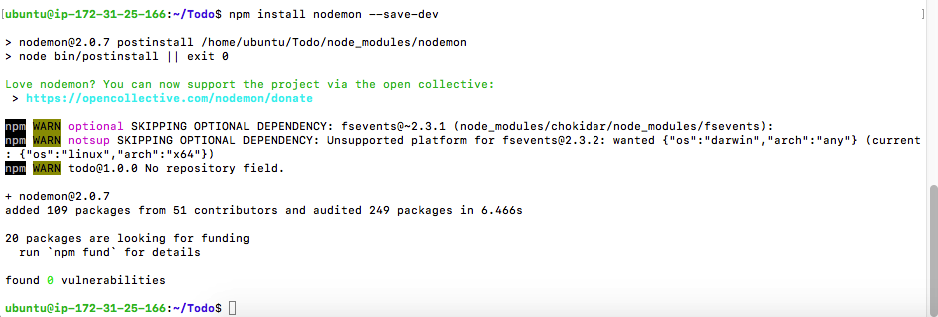 ubuntu@ip-172-31-25-166:~/Todo$ npm install nodemon --save-dev
> nodemon@2.0.7 postinstall /home/ubuntu/Todo/node_modules/nodemon
> node bin/postinstall || exit 0
Love nodemon? You can now support the project via the open collective:
 > https://opencollective.com/nodemon/donate
npm WARN optional SKIPPING OPTIONAL DEPENDENCY: fsevents@~2.3.1 (node_modules/chokidar/node_modules/fsevents):
npm WARN notsup SKIPPING OPTIONAL DEPENDENCY: Unsupported platform for fsevents@2.3.2: wanted {"os":"darwin","arch":"any"} (current
: {"os":"linux","arch":"x64"})
npm WARN todo@1.0.0 No repository field.
+ nodemon@2.0.7
added 109 packages from 51 contributors and audited 249 packages in 6.466s
20 packages are looking for funding
  run `npm fund` for details
found 0 vulnerabilities
ubuntu@ip-172-31-25-166:~/Todo$